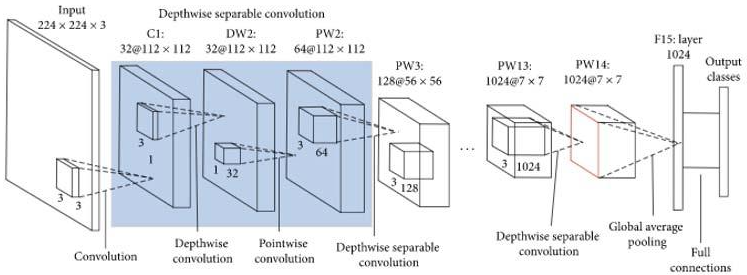 Input
224 × 224 × 3
Depthwise separable convolution
C1:
32@112 × 112
DW2:
32@112 × 112
PW2:
64@112 × 112
PW3:
128@56 × 56
PW13:
1024@7 × 7
PW14:
1024@7 × 7
F15: layer
1024
Output
classes
3
3
3
1
1
32
3
64
3
128
...
3
1024
Convolution
Depthwise
convolution
Pointwise
convolution
Depthwise separable
convolution
Depthwise separable
convolution
Global average
pooling
Full
connections